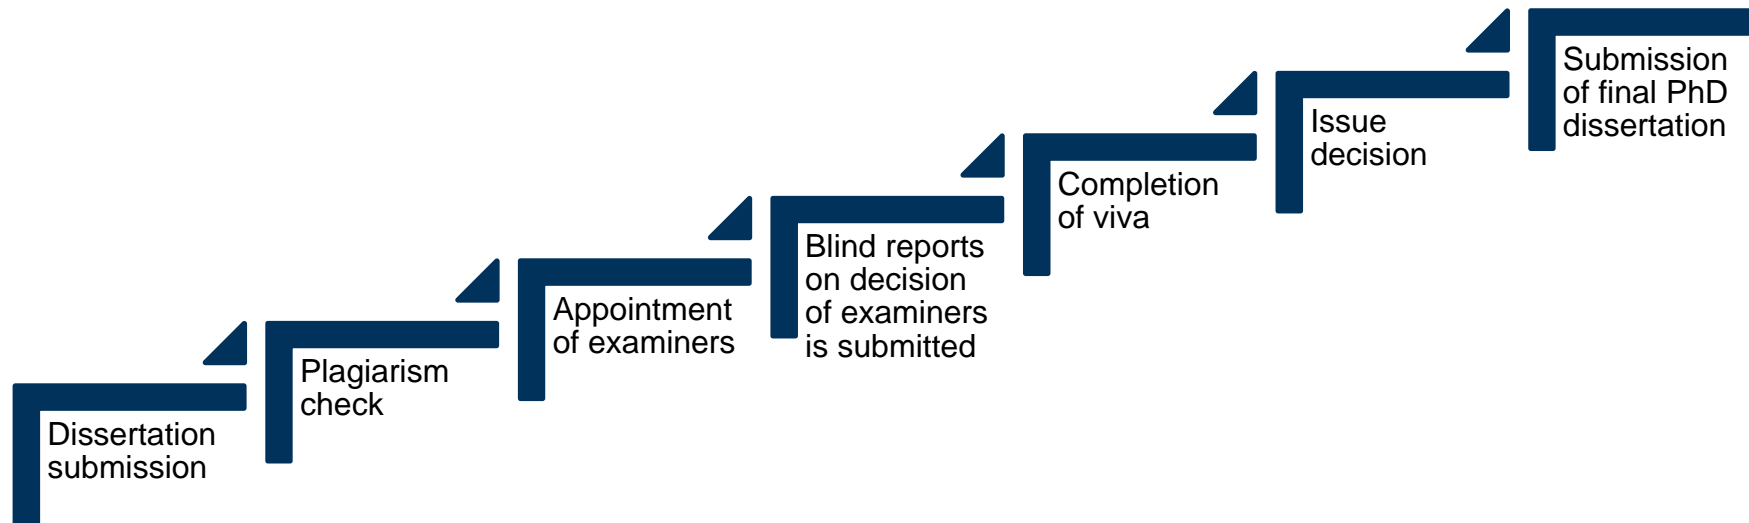 Dissertation
submission
Plagiarism
check
Appointment
of examiners
Blind reports
on decision
of examiners
is submitted
Completion
of viva
Issue
decision
Submission
of final PhD
dissertation